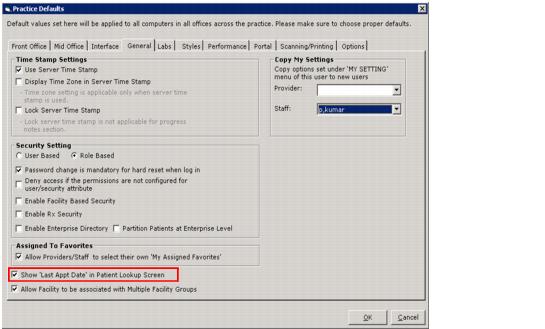 Practice Defaults
Default values set here will be applied to all computers in all offices across the practice. Please make sure to choose proper defaults.
Front Office Mid Office Interface General Labs Styles Performance Portal Scanning/Printing Options
Time Stamp Settings
Use Server Time Stamp
Display Time Zone in Server Time Stamp
- Time zone setting is applicable only when server time
stamp is used.
Lock Server Time Stamp
- Lock server time stamp is not applicable for progress
notes section.
Copy My Settings
Copy options set under 'MY SETTING'
menu of this user to new users
Provider:
Staff: p,kumar
Security Setting
User Based Role Based
Password change is mandatory for hard reset when log in
Deny access if the permissions are not configured for
user/security attribute
Enable Facility Based Security
Enable Rx Security
Enable Enterprise Directory Partition Patients at Enterprise Level
Assigned To Favorites
Allow Providers/Staff to select their own 'My Assigned Favorites'
Show 'Last Appt Date' in Patient Lookup Screen
Allow Facility to be associated with Multiple Facility Groups
OK Cancel